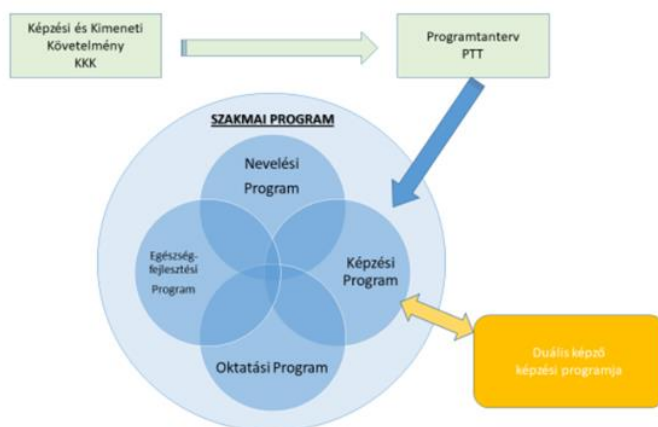 Képzési és Kimeneti
Követelmény
KKK
Programtanterv
PTT
SZAKMAI PROGRAM
Nevelési
Program
Egészség-
fejlesztési
Program
Képzési
Program
Oktatási Program
Duális képző
képzési programja